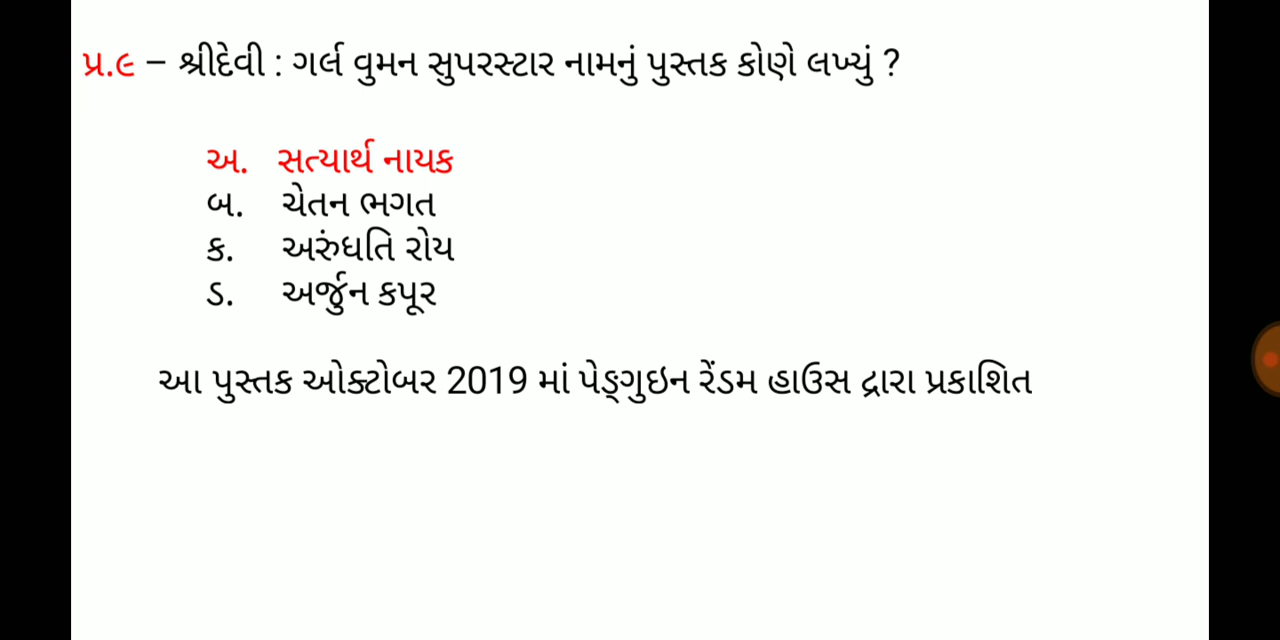 પ્ર.૯ – શ્રીદેવી : ગર્લ વુમન સુપરસ્ટાર નામનું પુસ્તક કોણે લખ્યું ?
અ. સત્યાર્થ નાયક
બ. ચેતન ભગત
ક. અરુંધતિ રોય
ડ. અર્જુન કપૂર
આ પુસ્તક ઓક્ટોબર 2019 માં પેઙ્ગુઇન રેંડમ હાઉસ દ્વારા પ્રકાશિત